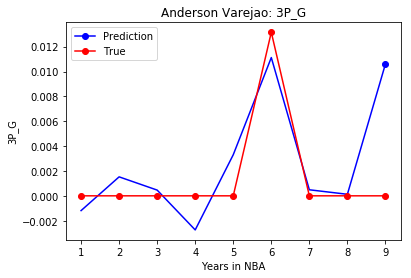 Anderson Varejao: 3P_G
Prediction
True
0.012
0.010
0.008
0.006
0.004
0.002
0.000
−0.002
3P_G
1 2 3 4 5 6 7 8 9
Years in NBA